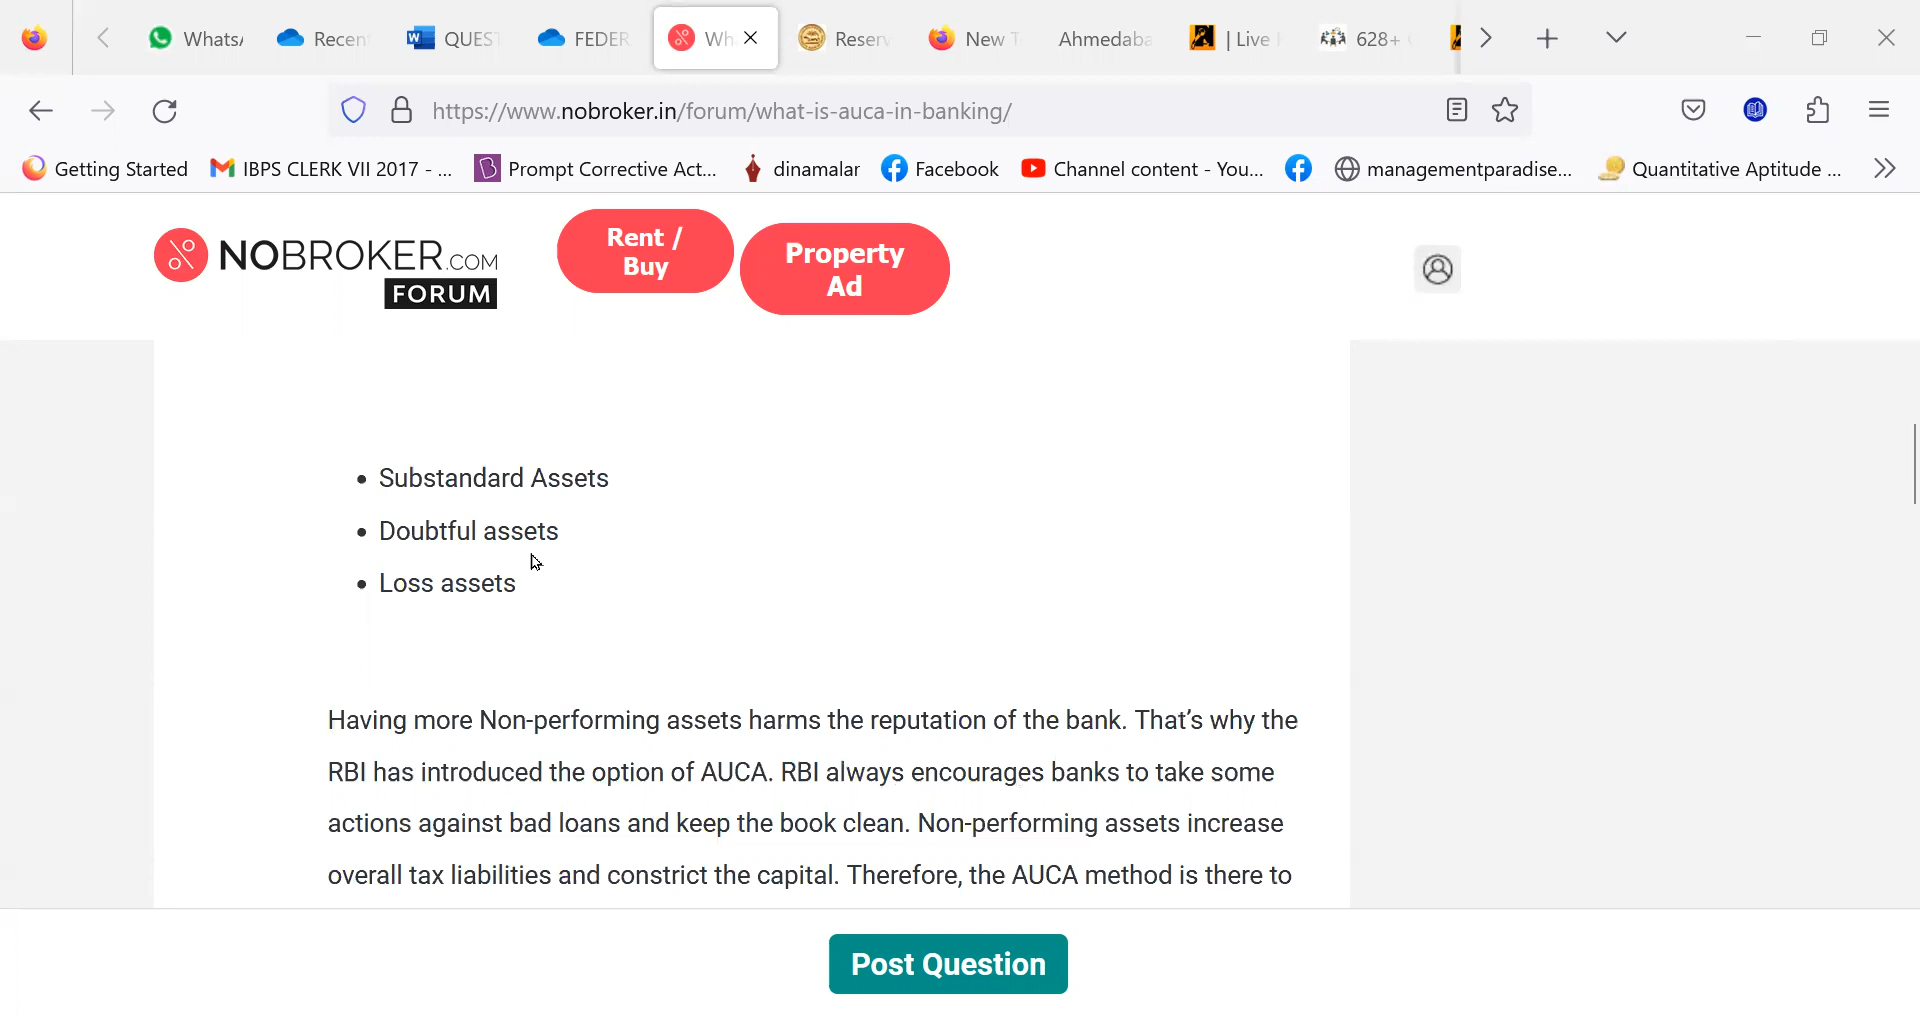 Whats
Recen
QUES
FEDER
Wh
Reserv
New T
Ahmedaba
| Live
628+
https://www.nobroker.in/forum/what-is-auca-in-banking/
Getting Started
IBPS CLERK VII 2017 - ...
Prompt Corrective Act...
dinamalar
Facebook
Channel content - You...
managementparadise...
Quantitative Aptitude ...
NOBROKER.COM
FORUM
Rent /
Buy
Property
Ad
• Substandard Assets
• Doubtful assets
• Loss assets
Having more Non-performing assets harms the reputation of the bank. That’s why the
RBI has introduced the option of AUCA. RBI always encourages banks to take some
actions against bad loans and keep the book clean. Non-performing assets increase
overall tax liabilities and constrict the capital. Therefore, the AUCA method is there to
Post Question